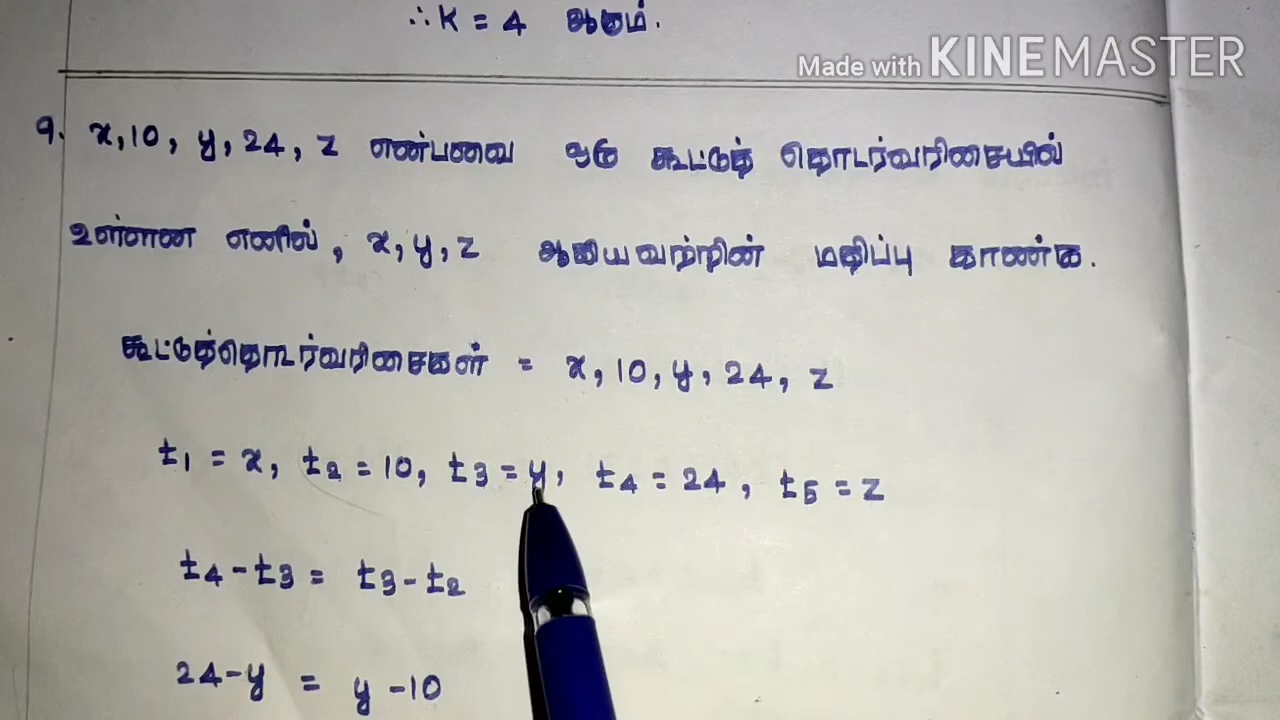 ∴ K = 4 ஆகும்.
Made with KINEMASTER
9. x, 10, y, 24, z என்பவை ஒரு கூட்டுத் தொடர்வரிசையில்
உள்ளன எனில், x, y, z ஆகியவற்றின் மதிப்பு காண்க.
கூட்டுத்தொடர்வரிசைகள் = x, 10, y, 24, z
t₁ = x, t₂ = 10, t₃ = y, t₄ = 24, t₅ = z
t₄ - t₃ = t₃ - t₂
24 - y = y - 10